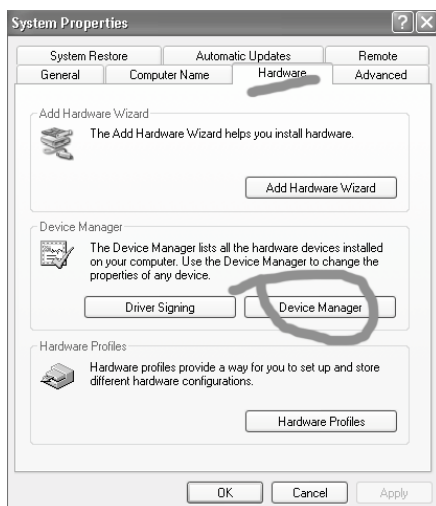 System Properties
System Restore Automatic Updates Remote
General Computer Name Hardware Advanced
Add Hardware Wizard
The Add Hardware Wizard helps you install hardware.
Add Hardware Wizard
Device Manager
The Device Manager lists all the hardware devices installed
on your computer. Use the Device Manager to change the
properties of any device.
Driver Signing Device Manager
Hardware Profiles
Hardware profiles provide a way for you to set up and store
different hardware configurations.
Hardware Profiles
OK Cancel Apply